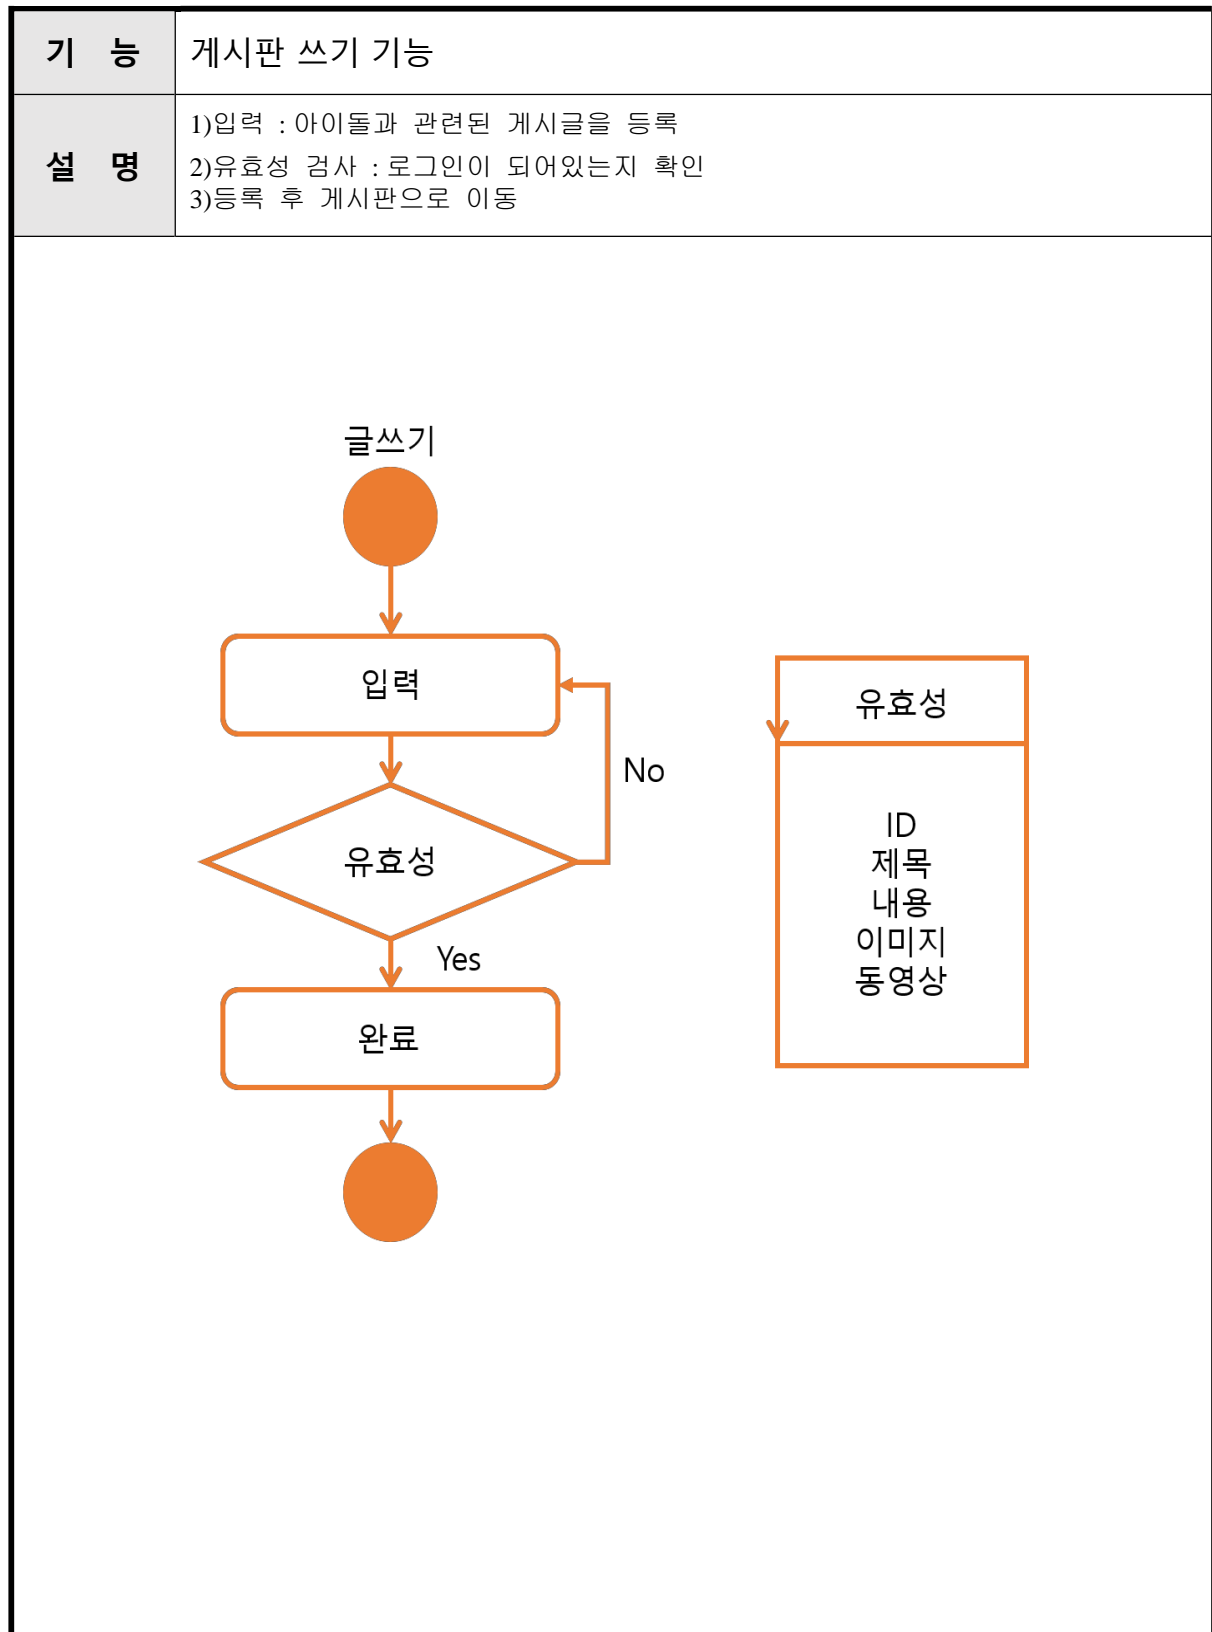 기 능
게시판 쓰기 기능
설 명
1)입력 : 아이돌과 관련된 게시글을 등록
2)유효성 검사 : 로그인이 되어있는지 확인
3)등록 후 게시판으로 이동
글쓰기
입력
No
유효성
Yes
완료
유효성
ID
제목
내용
이미지
동영상